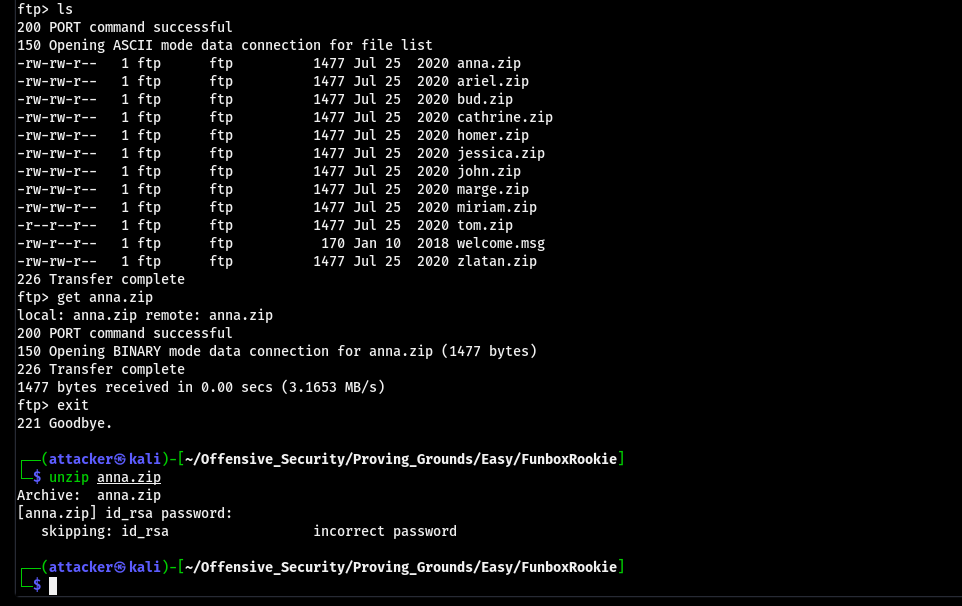 ftp> ls
200 PORT command successful
150 Opening ASCII mode data connection for file list
-rw-rw-r--   1 ftp      ftp          1477 Jul 25  2020 anna.zip
-rw-rw-r--   1 ftp      ftp          1477 Jul 25  2020 ariel.zip
-rw-rw-r--   1 ftp      ftp          1477 Jul 25  2020 bud.zip
-rw-rw-r--   1 ftp      ftp          1477 Jul 25  2020 cathrine.zip
-rw-rw-r--   1 ftp      ftp          1477 Jul 25  2020 homer.zip
-rw-rw-r--   1 ftp      ftp          1477 Jul 25  2020 jessica.zip
-rw-rw-r--   1 ftp      ftp          1477 Jul 25  2020 john.zip
-rw-rw-r--   1 ftp      ftp          1477 Jul 25  2020 marge.zip
-rw-rw-r--   1 ftp      ftp          1477 Jul 25  2020 miriam.zip
-r--r--r--   1 ftp      ftp          1477 Jul 25  2020 tom.zip
-rw-r--r--   1 ftp      ftp           170 Jan 10  2018 welcome.msg
-rw-rw-r--   1 ftp      ftp          1477 Jul 25  2020 zlatan.zip
226 Transfer complete
ftp> get anna.zip
local: anna.zip remote: anna.zip
200 PORT command successful
150 Opening BINARY mode data connection for anna.zip (1477 bytes)
226 Transfer complete
1477 bytes received in 0.00 secs (3.1653 MB/s)
ftp> exit
221 Goodbye.
┌──(attacker㉿kali)-[~/Offensive_Security/Proving_Grounds/Easy/FunboxRookie]
└─$ unzip anna.zip
Archive:  anna.zip
[anna.zip] id_rsa password:
   skipping: id_rsa                  incorrect password
┌──(attacker㉿kali)-[~/Offensive_Security/Proving_Grounds/Easy/FunboxRookie]
└─$